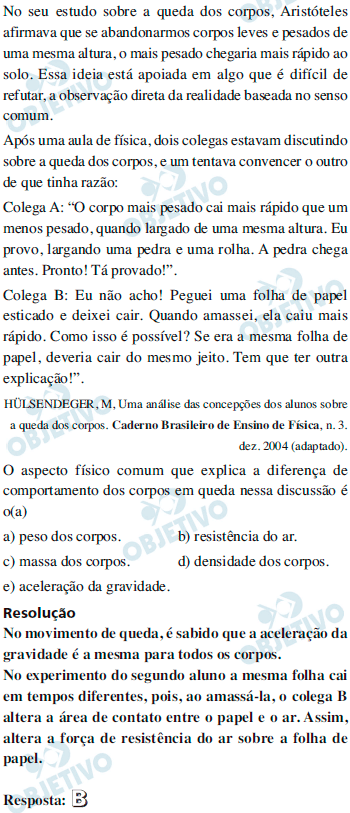 No seu estudo sobre a queda dos corpos, Aristóteles
afirmava que se abandonarmos corpos leves e pesados de
uma mesma altura, o mais pesado chegaria mais rápido ao
solo. Essa ideia está apoiada em algo que é difícil de
refutar, a observação direta da realidade baseada no senso
comum.
Após uma aula de física, dois colegas estavam discutindo
sobre a queda dos corpos, e um tentava convencer o outro
de que tinha razão:
Colega A: “O corpo mais pesado cai mais rápido que um
menos pesado, quando largado de uma mesma altura. Eu
provo, largando uma pedra e uma rolha. A pedra chega
antes. Pronto! Tá provado!”.
Colega B: Eu não acho! Peguei uma folha de papel
esticado e deixei cair. Quando amassei, ela caiu mais
rápido. Como isso é possível? Se era a mesma folha de
papel, deveria cair do mesmo jeito. Tem que ter outra
explicação!”.
HÜLSENDEGER, M, Uma análise das concepções dos alunos sobre
a queda dos corpos. Caderno Brasileiro de Ensino de Física, n. 3.
dez. 2004 (adaptado).
O aspecto físico comum que explica a diferença de
comportamento dos corpos em queda nessa discussão é
o(a)
a) peso dos corpos. b) resistência do ar.
c) massa dos corpos. d) densidade dos corpos.
e) aceleração da gravidade.
Resolução
No movimento de queda, é sabido que a aceleração da
gravidade é a mesma para todos os corpos.
No experimento do segundo aluno a mesma folha cai
em tempos diferentes, pois, ao amassá-la, o colega B
altera a área de contato entre o papel e o ar. Assim,
altera a força de resistência do ar sobre a folha de
papel.
Resposta: B
OBJETIVO
OBJETIVO
OBJETIVO
OBJETIVO
OBJETIVO
OBJETIVO
OBJETIVO
OBJETIVO